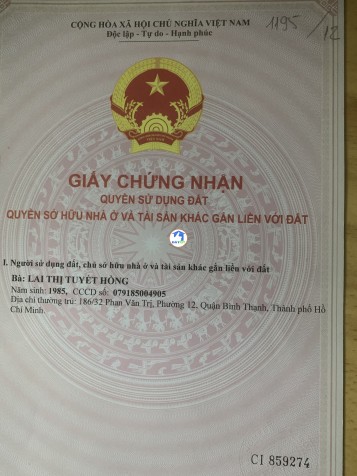 CỘNG HÒA XÃ HỘI CHỦ NGHĨA VIỆT NAM
Độc lập - Tự do - Hạnh phúc
1195/12
GIẤY CHỨNG NHẬN
QUYỀN SỬ DỤNG ĐẤT
QUYỀN SỞ HỮU NHÀ Ở VÀ TÀI SẢN KHÁC GẮN LIỀN VỚI ĐẤT
I. Người sử dụng đất, chủ sở hữu nhà ở và tài sản khác gắn liền với đất
Bà: LẠI THỊ TUYẾT HỒNG
Năm sinh: 1985, CCCD số: 079185004905
Địa chỉ thường trú: 186/32 Phan Văn Trị, Phường 12, Quận Bình Thạnh, Thành phố Hồ
Chí Minh.
CI 859274